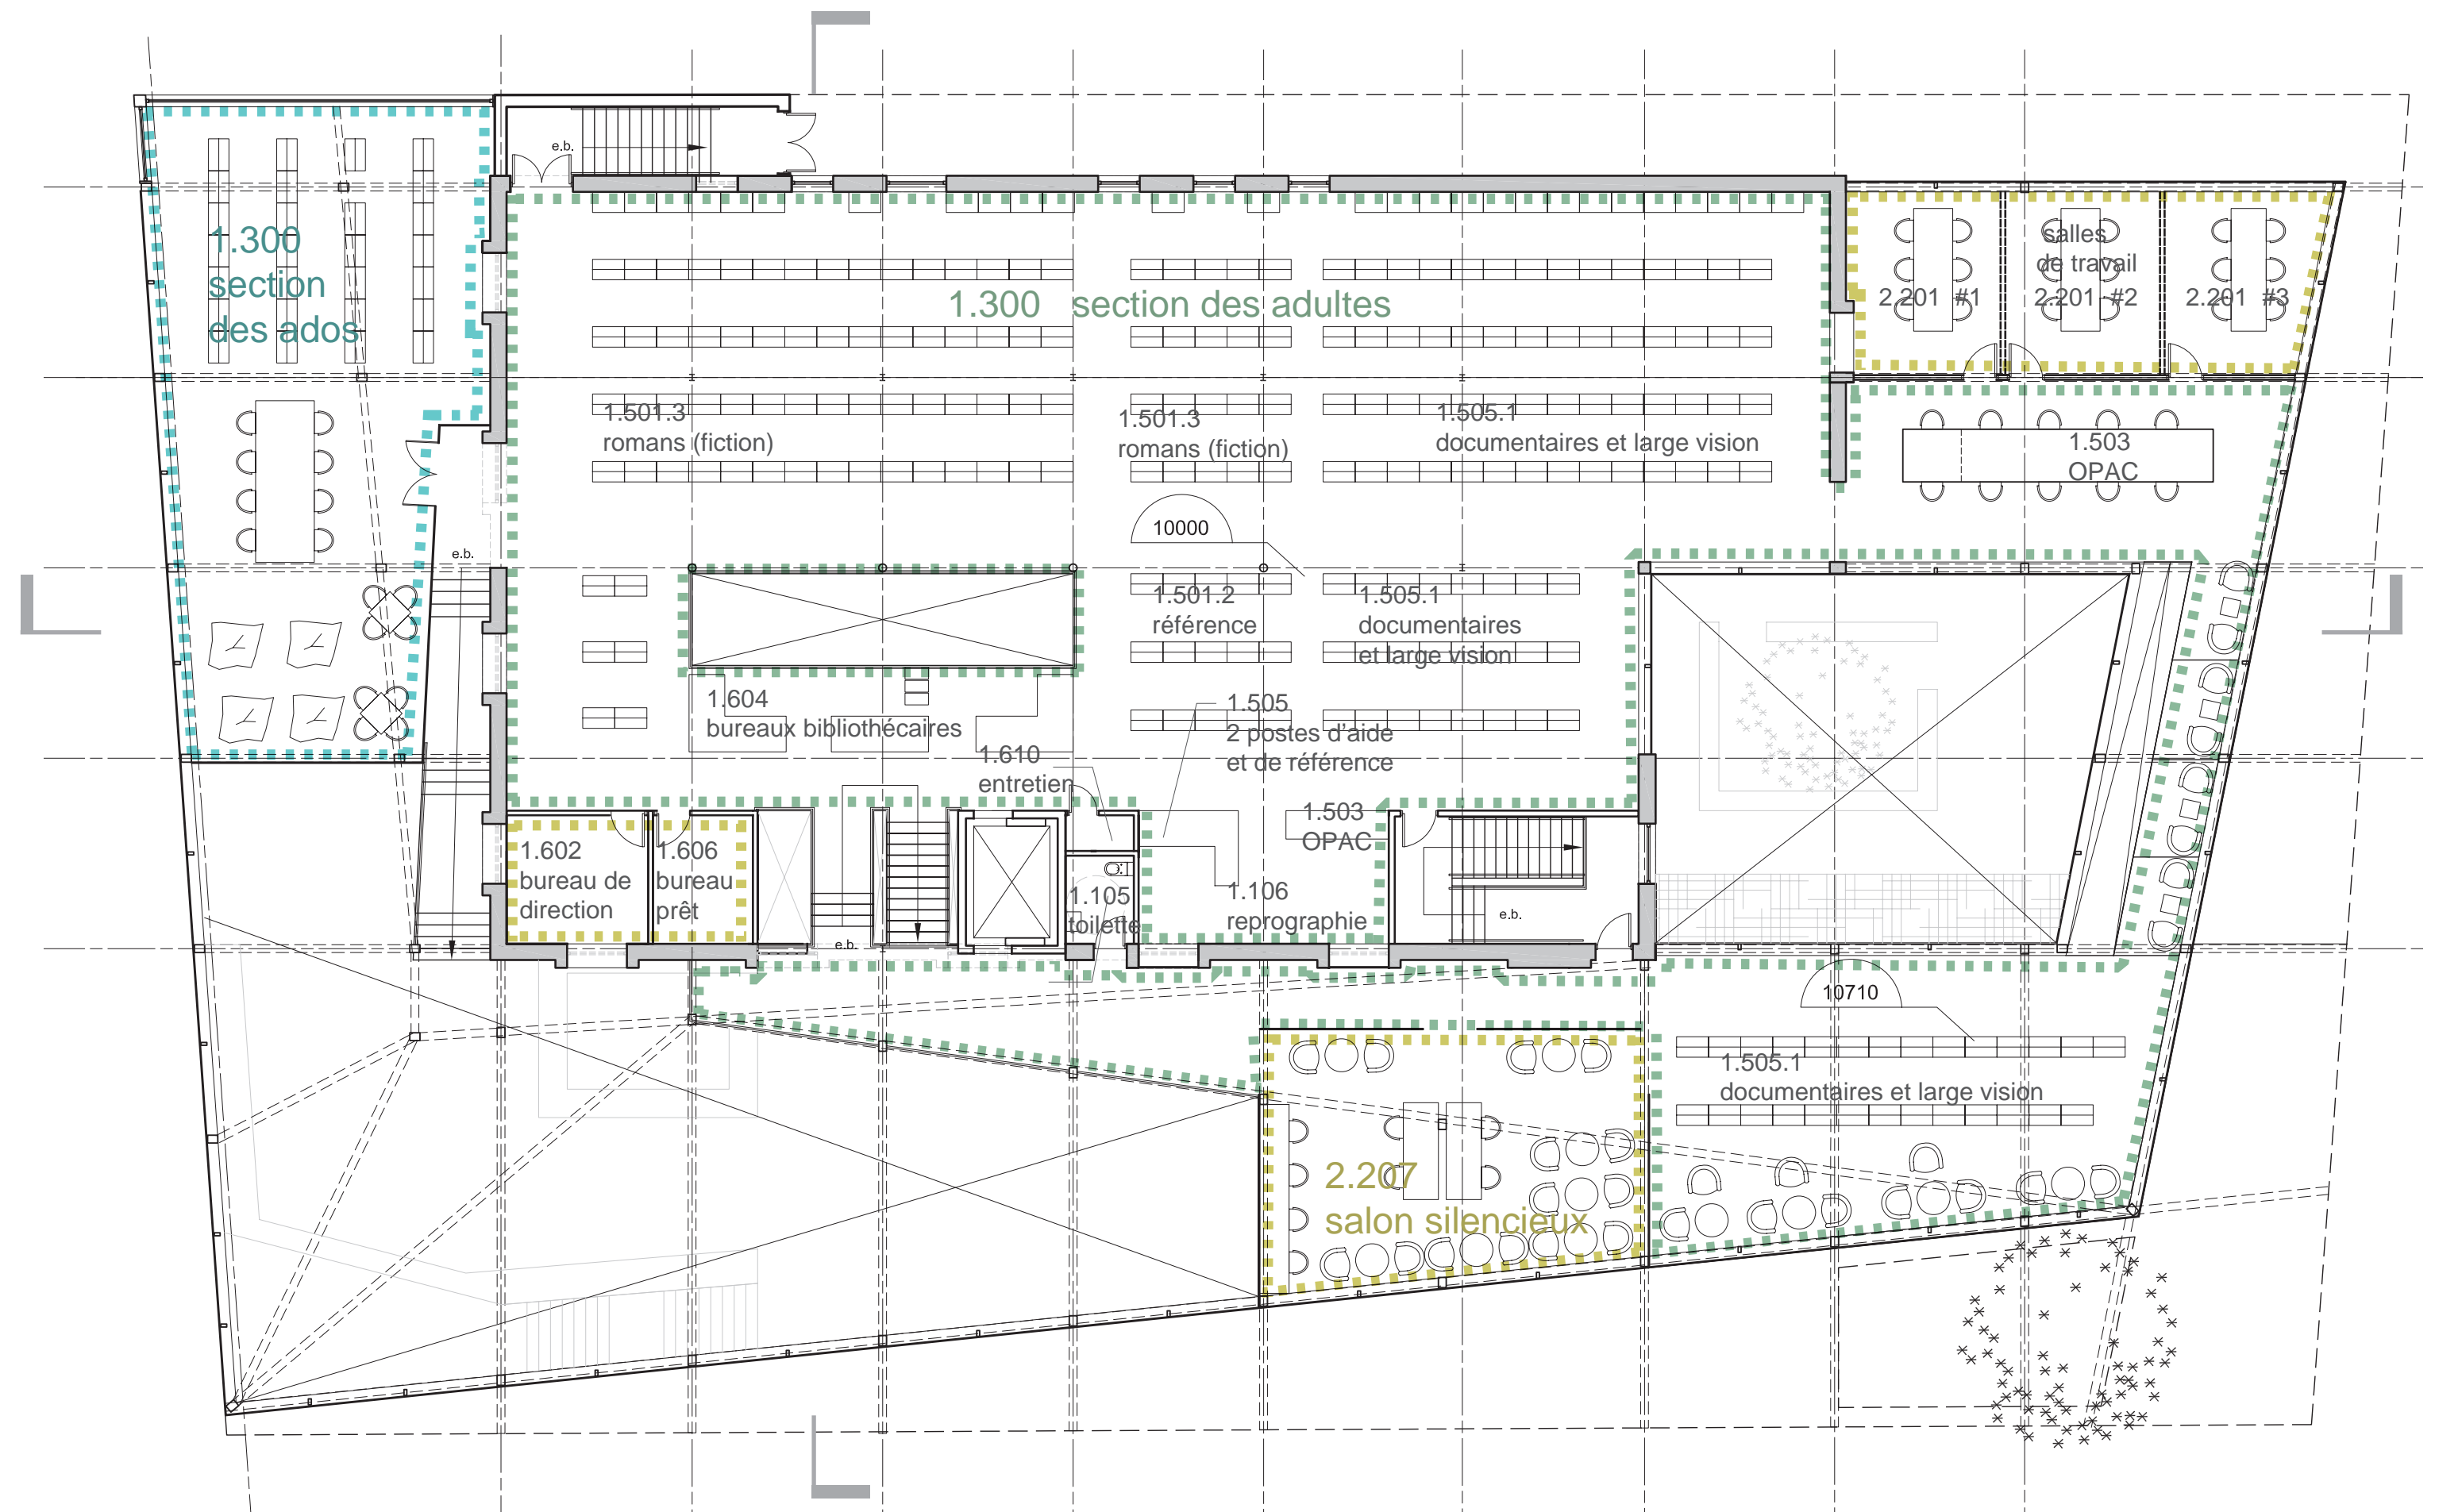 e.b.
1.300
section
des ados
1.300 section des adultes
salles
de travail
2.201 #1
2.201 #2
2.201 #3
1.501.3
romans (fiction)
1.501.3
romans (fiction)
1.505.1
documentaires et large vision
1.503
OPAC
10000
e.b.
1.501.2
référence
1.505.1
documentaires
et large vision
1.604
bureaux bibliothécaires
1.505
2 postes d'aide
et de référence
1.610
entretien
1.503
OPAC
1.602
bureau de
direction
1.606
bureau
prêt
1.105
toilette
1.106
reprographie
e.b.
e.b.
10710
1.505.1
documentaires et large vision
2.207
salon silencieux